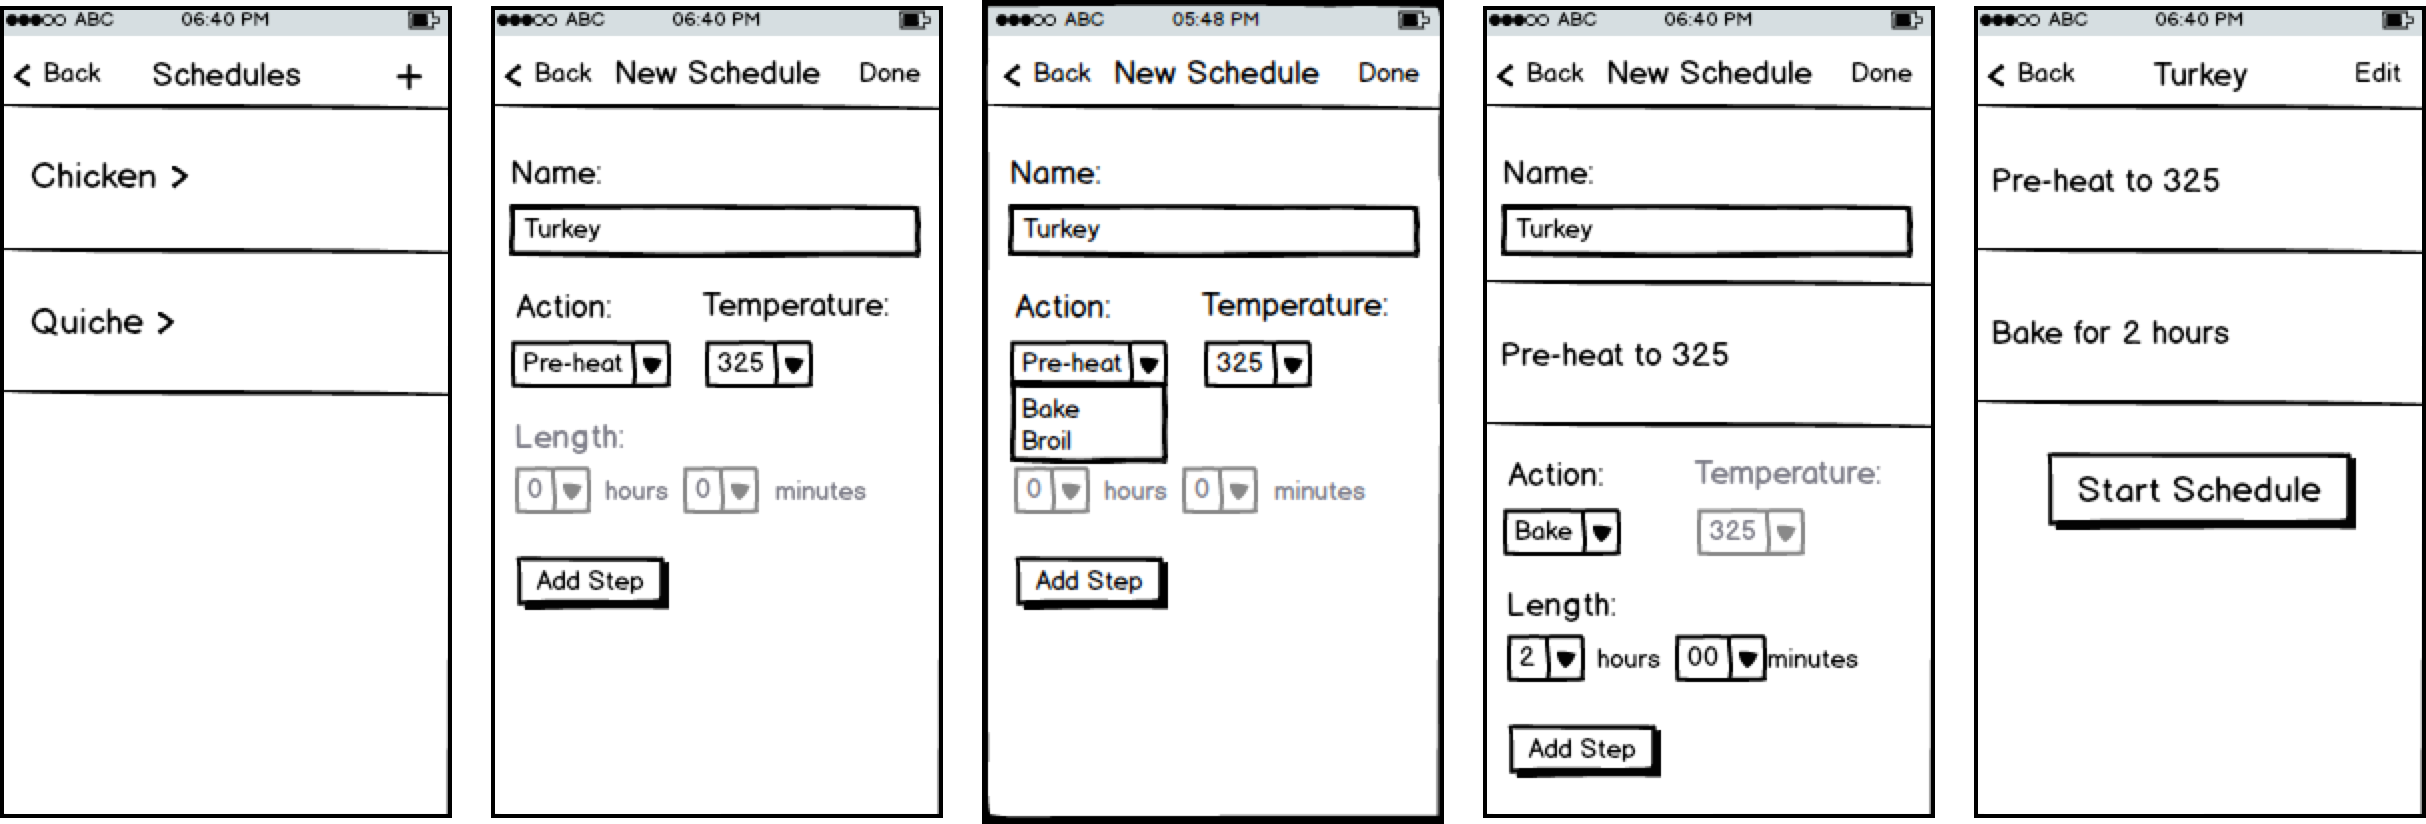 ABC 06:40 PM
< Back Schedules +
Chicken >
Quiche >
ABC 06:40 PM
< Back New Schedule Done
Name:
Turkey
Action: Temperature:
Pre-heat 325
Length:
0 hours 0 minutes
Add Step
ABC 05:48 PM
< Back New Schedule Done
Name:
Turkey
Action: Temperature:
Pre-heat 325
Bake
Broil
0 hours 0 minutes
Add Step
ABC 06:40 PM
< Back New Schedule Done
Name:
Turkey
Pre-heat to 325
Action: Temperature:
Bake 325
Length:
2 hours 00 minutes
Add Step
ABC 06:40 PM
< Back Turkey Edit
Pre-heat to 325
Bake for 2 hours
Start Schedule